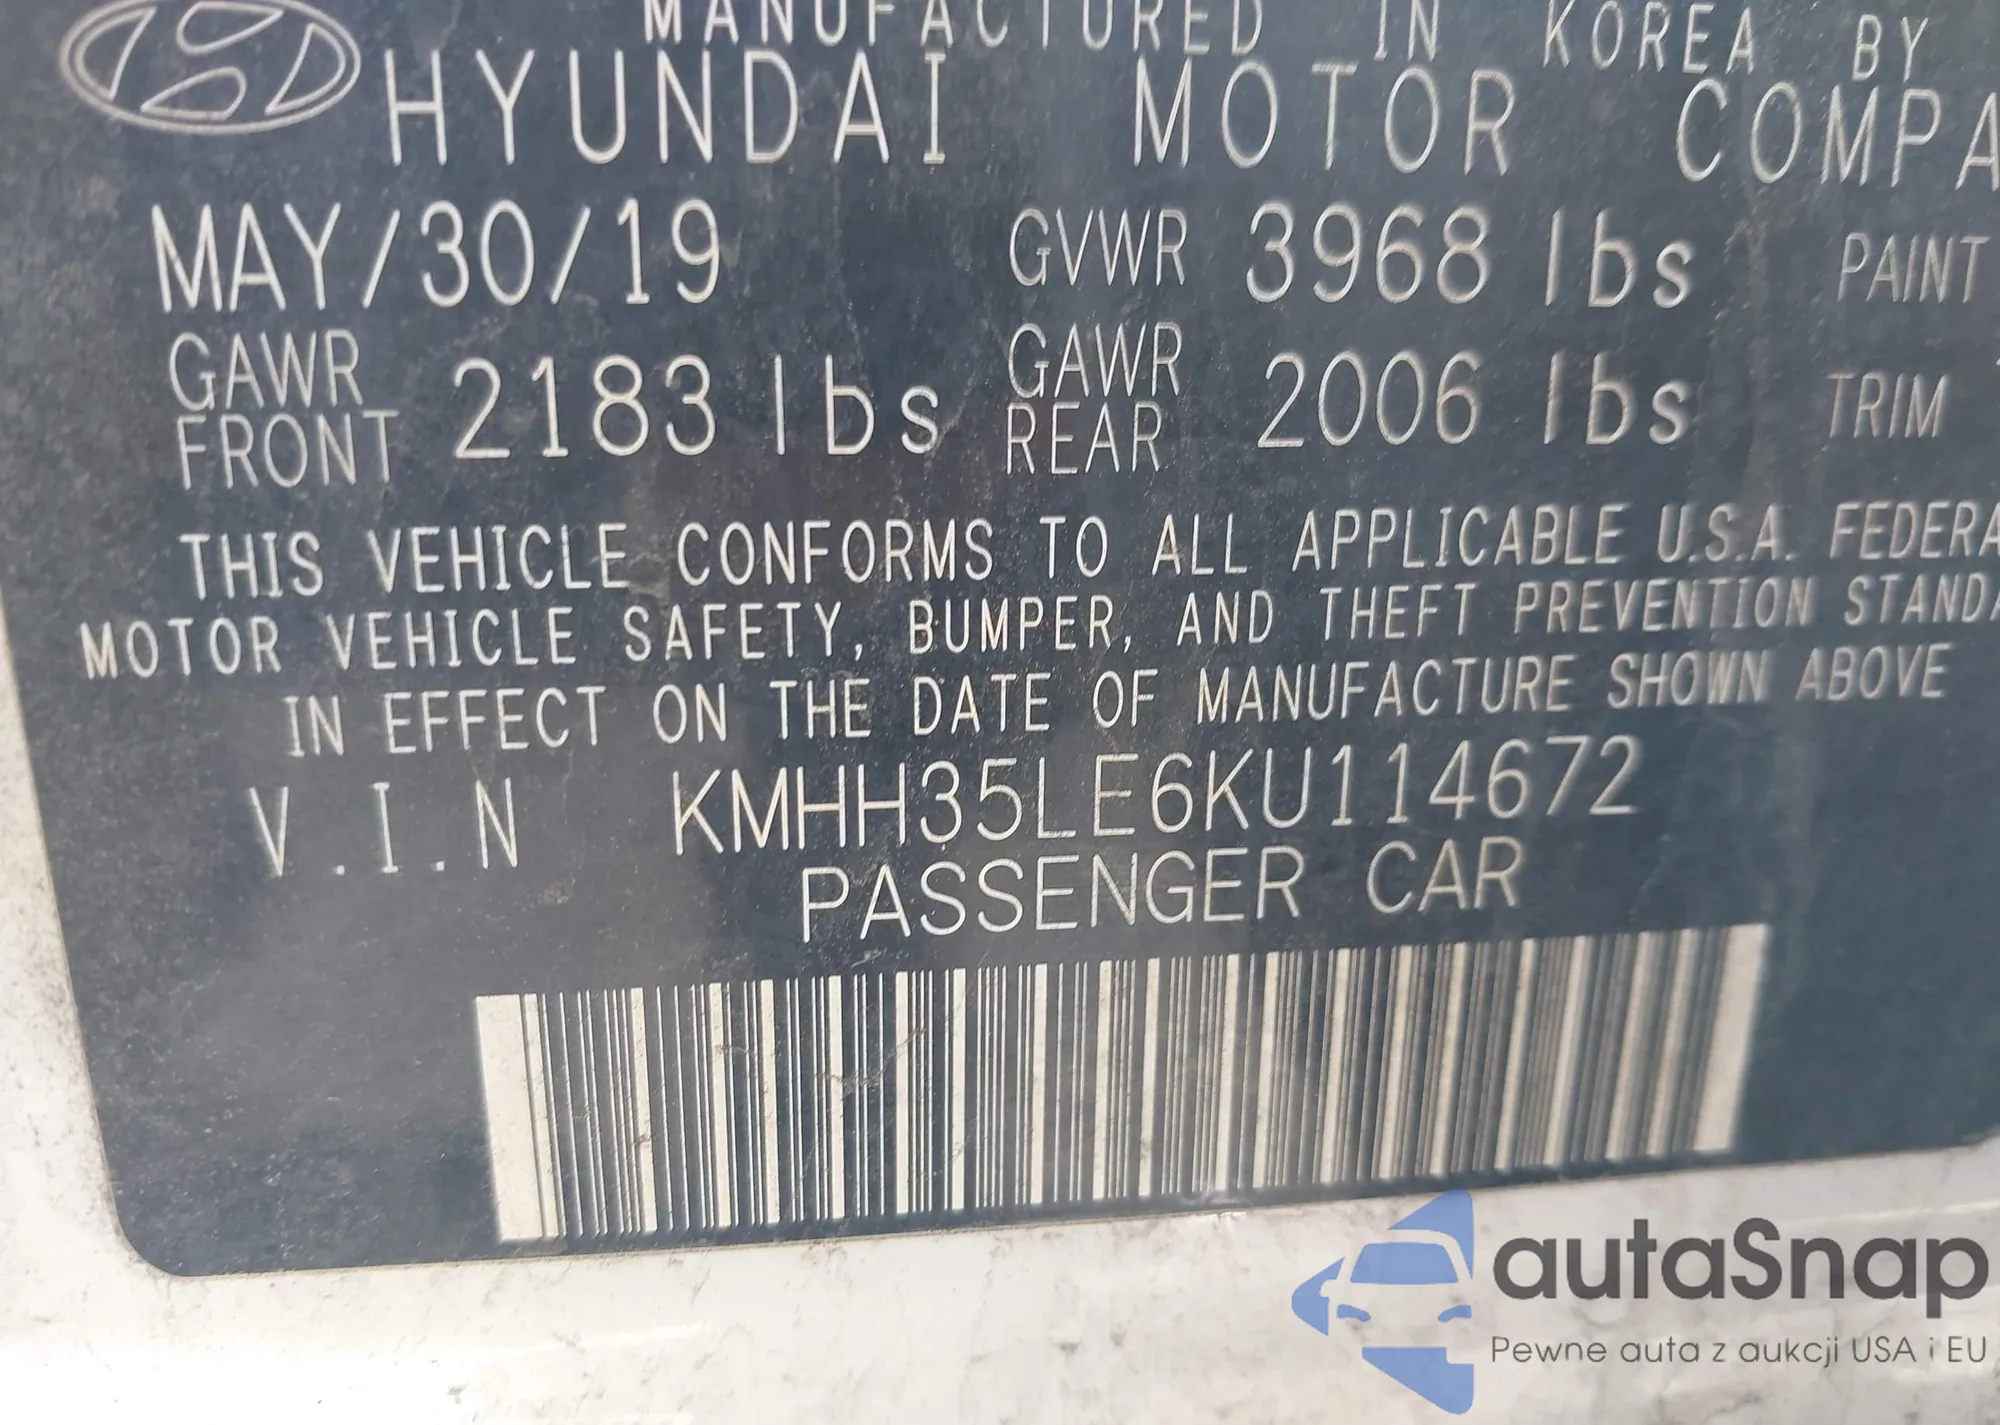 MANUFACTURED IN KOREA BY
HYUNDAI MOTOR COMPA
MAY/30/19 GVWR 3968 lbs PAINT
GAWR FRONT 2183 lbs GAWR REAR 2006 lbs TRIM
THIS VEHICLE CONFORMS TO ALL APPLICABLE U.S.A. FEDERA
MOTOR VEHICLE SAFETY, BUMPER, AND THEFT PREVENTION STANDA
IN EFFECT ON THE DATE OF MANUFACTURE SHOWN ABOVE
V.I.N KMHH35LE6KU114672
PASSENGER CAR
autaSnap
Pewne auta z aukcji USA i EU